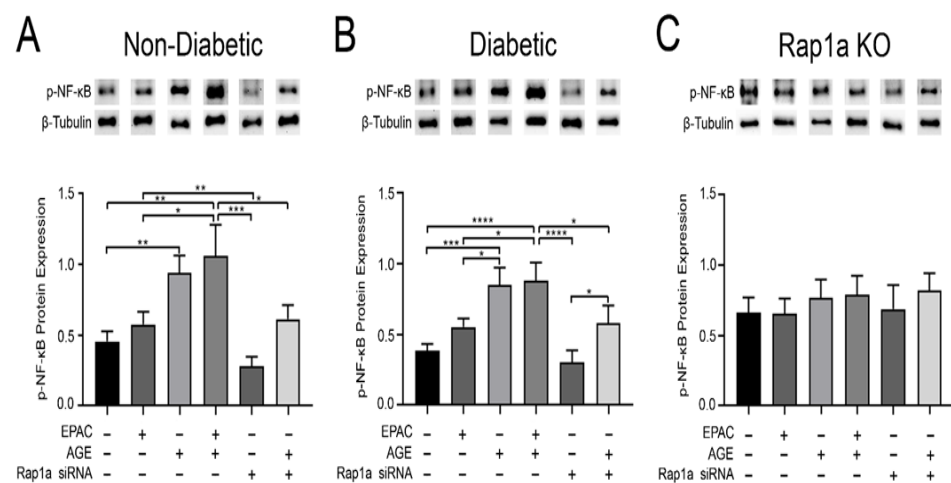 A Non-Diabetic
p-NF-κB
β-Tubulin
p-NF-κB Protein Expression
1.5
1.0
0.5
0.0
**
** *
* ***
**
EPAC - + - + - -
AGE - - + + - +
Rap1a siRNA - - - - + +
B Diabetic
p-NF-κB
β-Tubulin
p-NF-κB Protein Expression
1.5
1.0
0.5
0.0
**** *
* ****
***
*
*
EPAC - + - + - -
AGE - - + + - +
Rap1a siRNA - - - - + +
C Rap1a KO
p-NF-κB
β-Tubulin
p-NF-κB Protein Expression
1.5
1.0
0.5
0.0
EPAC - + - + - -
AGE - - + + - +
Rap1a siRNA - - - - + +